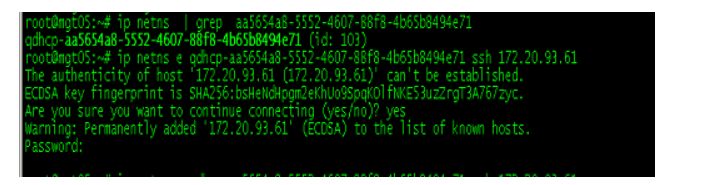 root@mgt05:~# ip netns | grep aa5654a8-5552-4607-88f8-4b65b8494e71
qdhcp-aa5654a8-5552-4607-88f8-4b65b8494e71 (id: 103)
root@mgt05:~# ip netns e qdhcp-aa5654a8-5552-4607-88f8-4b65b8494e71 ssh 172.20.93.61
The authenticity of host '172.20.93.61 (172.20.93.61)' can't be established.
ECDSA key fingerprint is SHA256:bsHeNdHpgm2eKhUo9SpqKOlfNKE53uzZrgT3A767zyc.
Are you sure you want to continue connecting (yes/no)? yes
Warning: Permanently added '172.20.93.61' (ECDSA) to the list of known hosts.
Password: